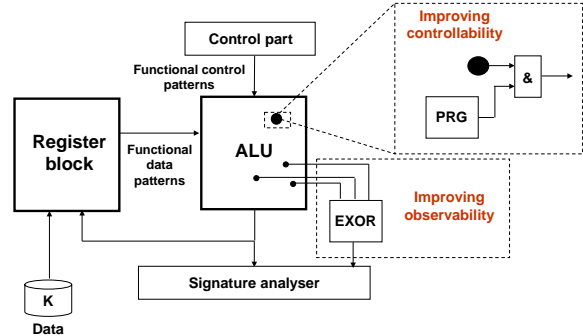 Control part
Improving
controllability
Functional control
patterns
&
PRG
Register
block
Functional
data
patterns
ALU
Improving
observability
EXOR
Signature analyser
K
Data